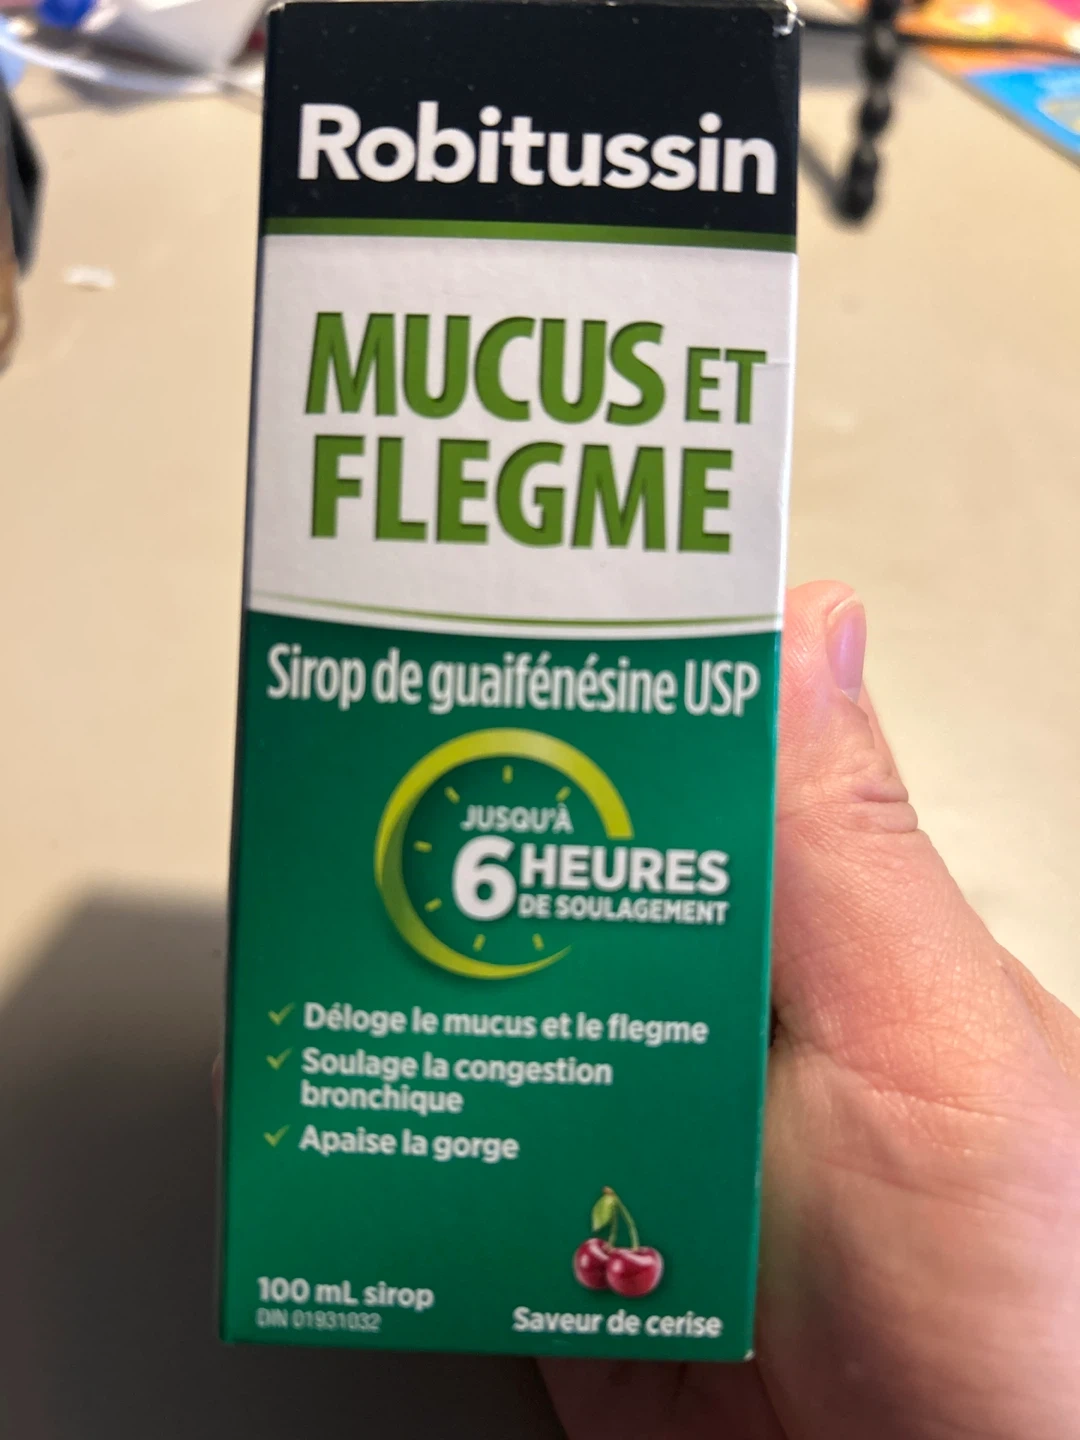 Robitussin
MUCUS ET
FLEGME
Sirop de guaifénésine USP
JUSQU'À
6 HEURES
DE SOULAGEMENT
Déloge le mucus et le flegme
Soulage la congestion
bronchique
Apaise la gorge
100 mL sirop
DIN 01931032
Saveur de cerise